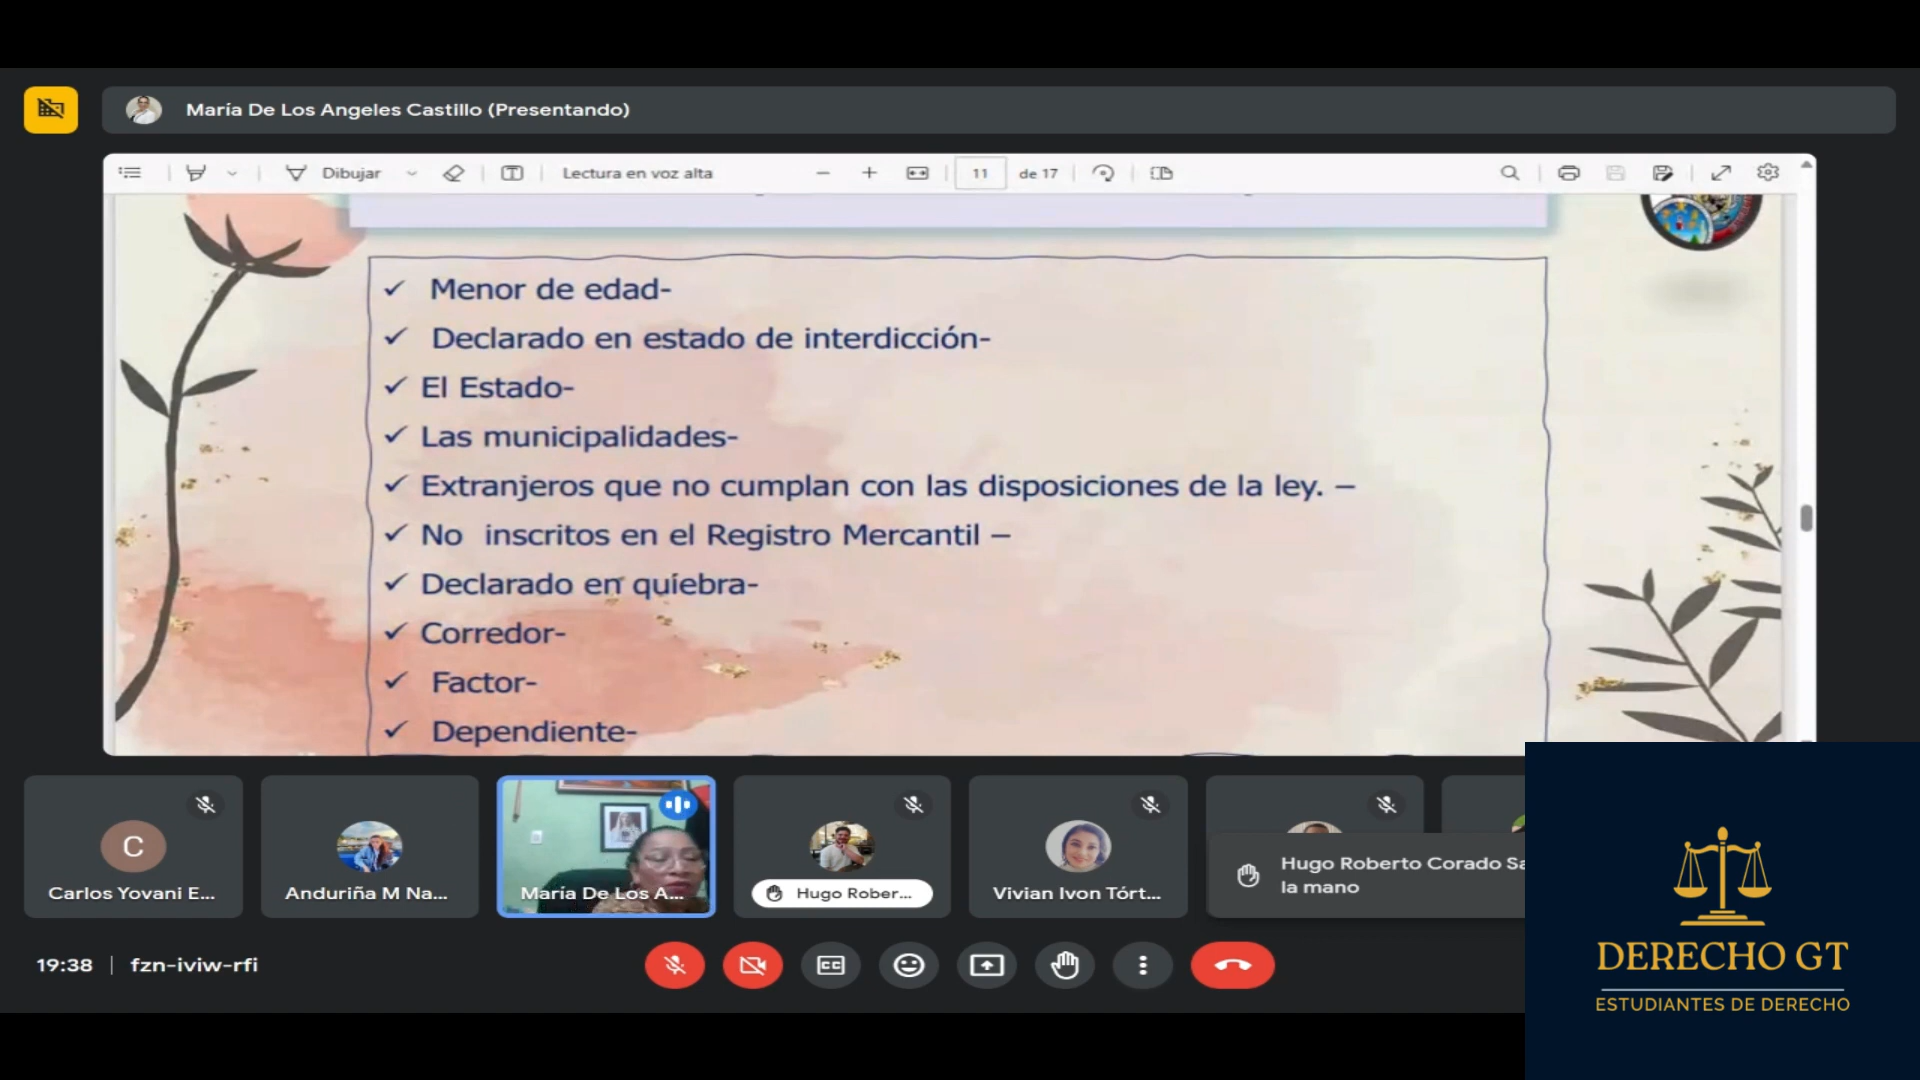 María De Los Angeles Castillo (Presentando)
Dibujar
Lectura en voz alta
11
de 17
✓ Menor de edad-
✓ Declarado en estado de interdicción-
✓ El Estado-
✓ Las municipalidades-
✓ Extranjeros que no cumplan con las disposiciones de la ley. –
✓ No inscritos en el Registro Mercantil –
✓ Declarado en quiebra-
✓ Corredor-
✓ Factor-
✓ Dependiente-
C
Carlos Yovani E...
Anduriña M Na...
María De Los A...
Hugo Rober...
Vivian Ivon Tórt...
Hugo Roberto Corado Sa
la mano
19:38 | fzn-iviw-rfi
CC
DERECHO GT
ESTUDIANTES DE DERECHO